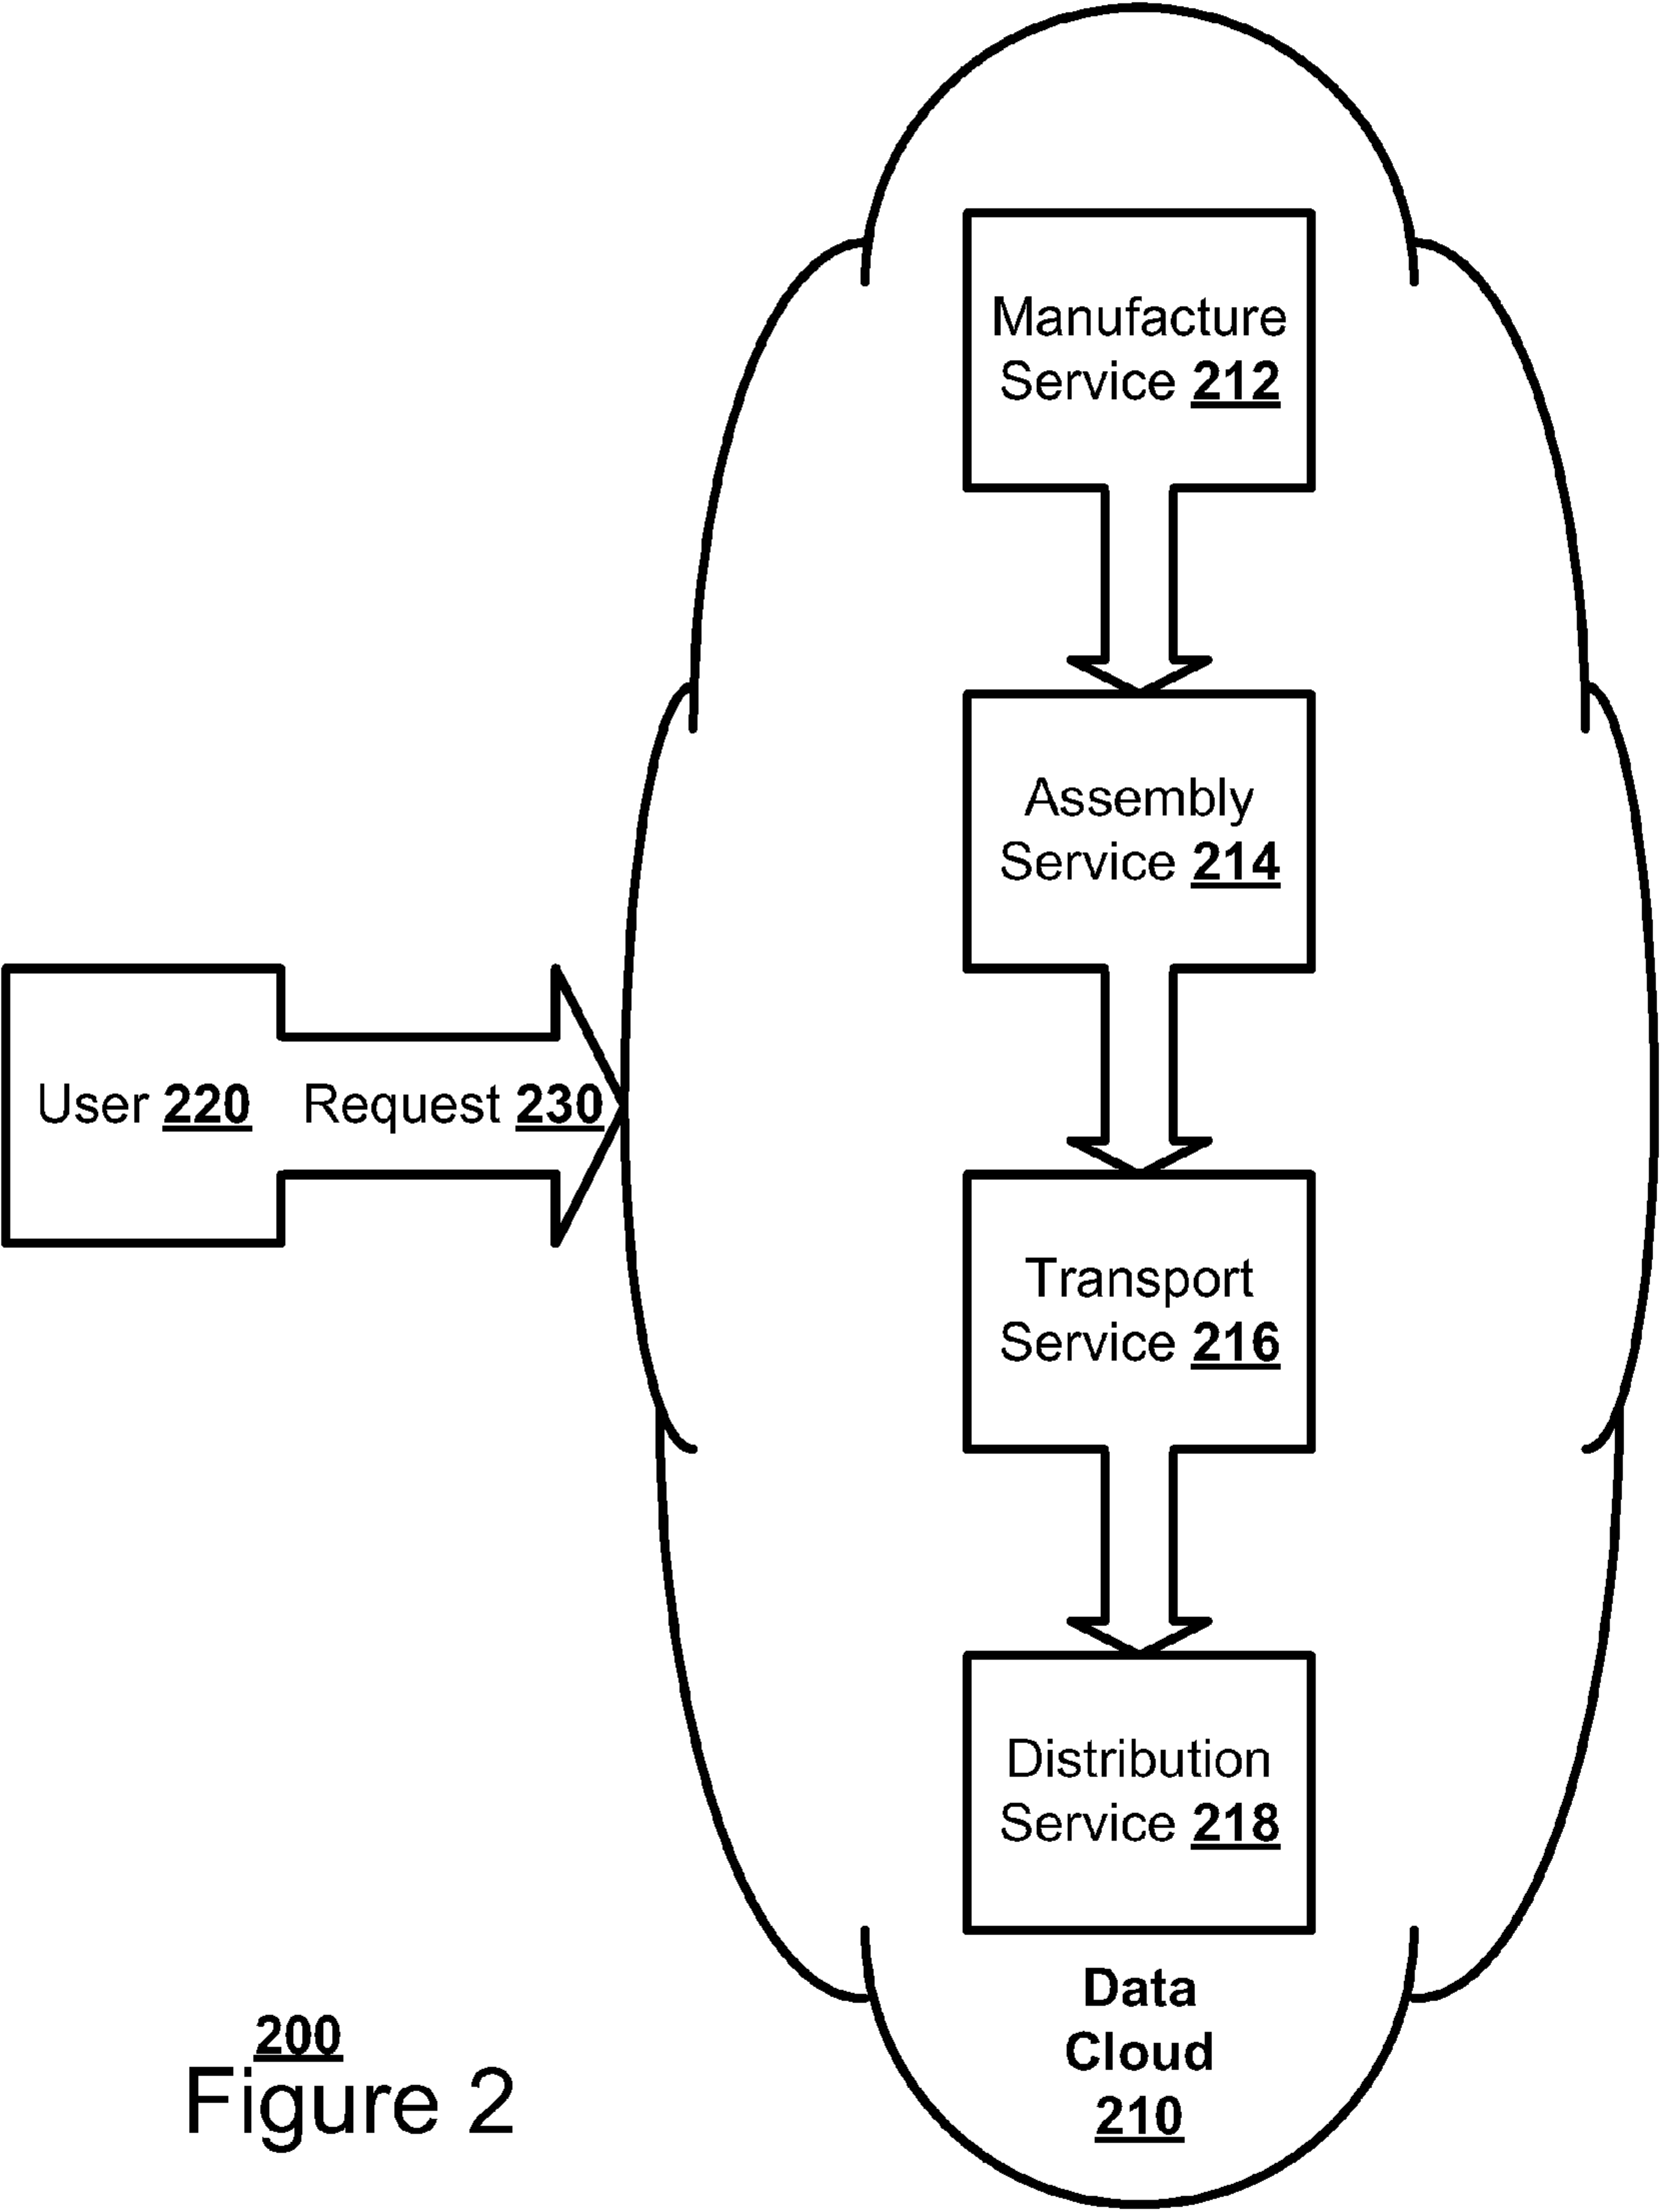 Manufacture
Service 212
Assembly
Service 214
User 220
Request 230
Transport
Service 216
Distribution
Service 218
Data
Cloud
210
200
Figure 2